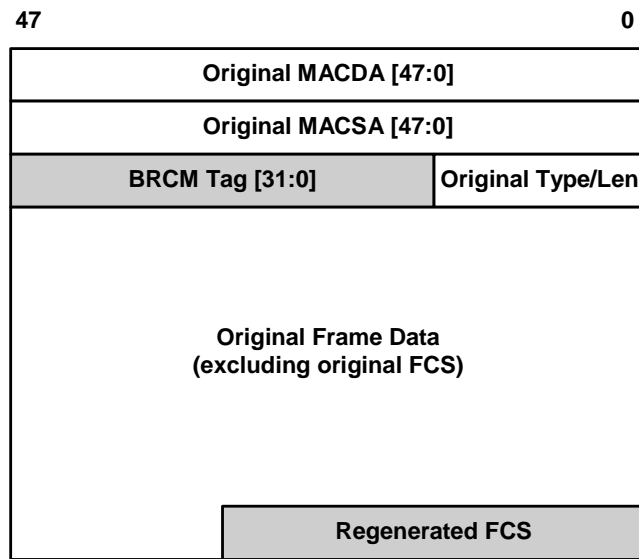 47 0
Original MACDA [47:0]
Original MACSA [47:0]
BRCM Tag [31:0] Original Type/Len
Original Frame Data
(excluding original FCS)
Regenerated FCS